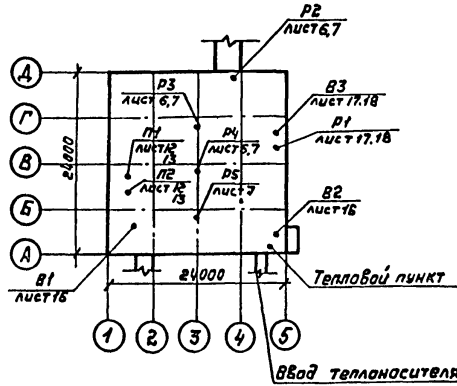 Р2
лист 6,7
Д
Р3
лист 6,7
В3
лист 17,18
Г
П1
лист 12
13
Р4
лист 6,7
Р1
лист 17,18
В
24000
П2
лист 12
13
Р5
В2
лист 16
Б
А
В1
лист 16
24000
Тепловой пункт
1
2
3
4
5
Ввод теплоносителя